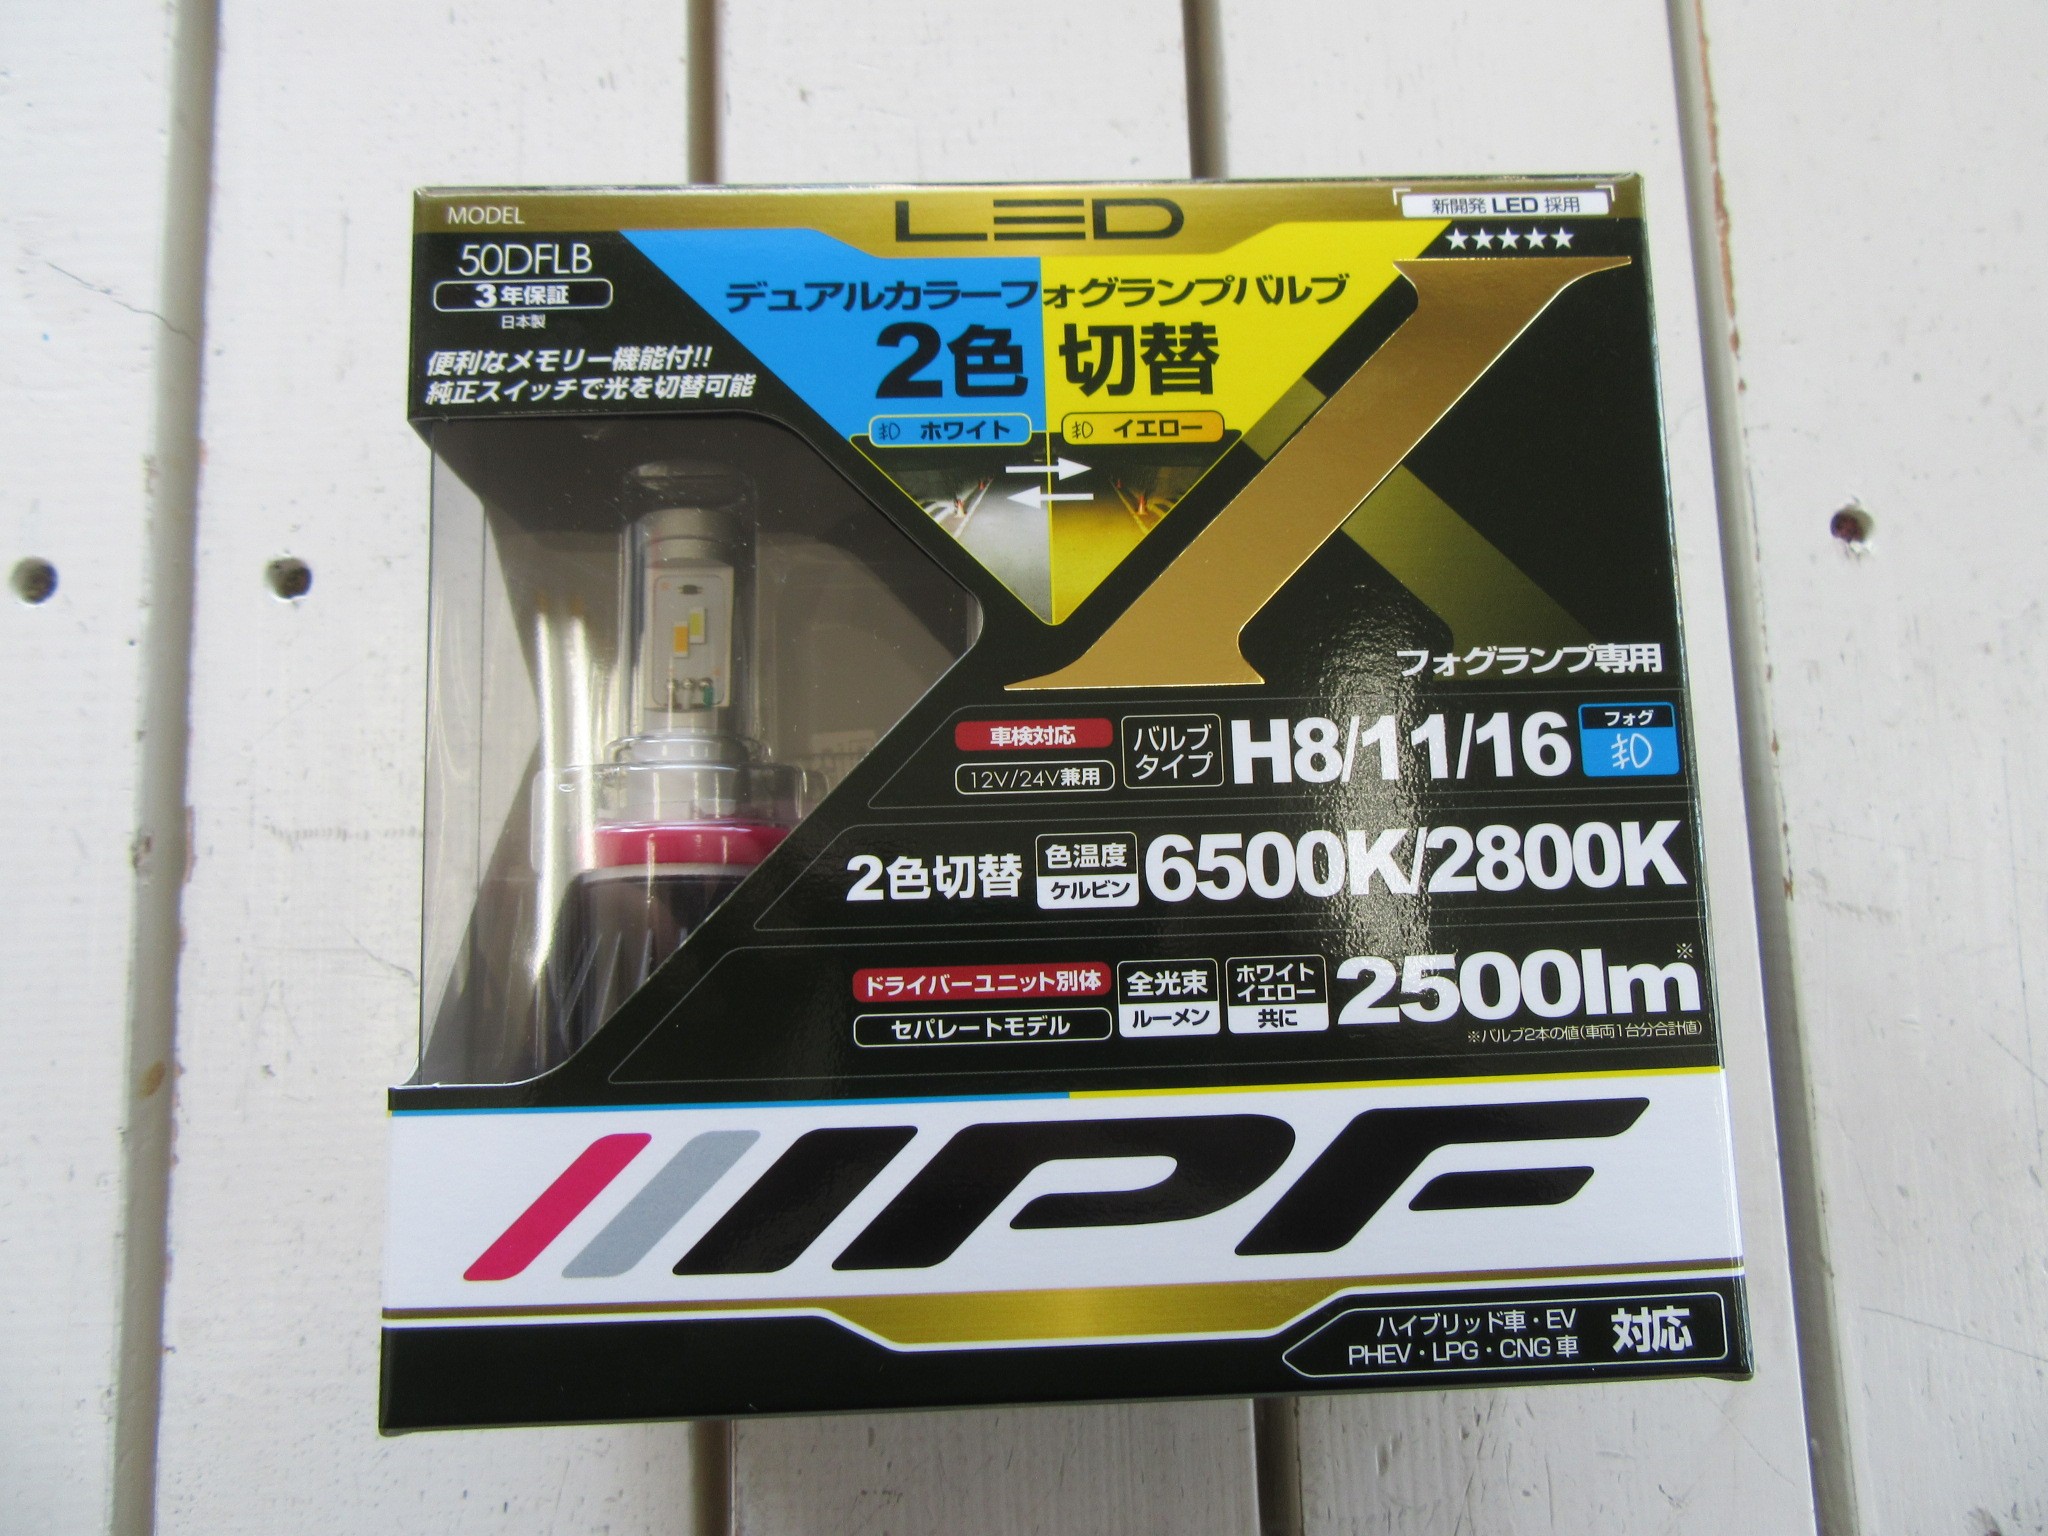 MODEL
LED
新開発 LED 採用
★★★★★
50DFLB
3年保証
日本製
便利なメモリー機能付!!
純正スイッチで光を切替可能
デュアルカラーフォグランプバルブ
2色 切替
ホワイト イエロー
X
フォグランプ専用
車検対応
12V/24V兼用
バルブ
タイプ
H8/11/16
フォグ
2色切替
色温度
ケルビン
6500K/2800K
ドライバーユニット別体
セパレートモデル
全光束
ルーメン
ホワイト
イエロー
共に
2500lm※
※バルブ2本の値(車両1台分合計値)
IPF
ハイブリッド車・EV
PHEV・LPG・CNG車
対応